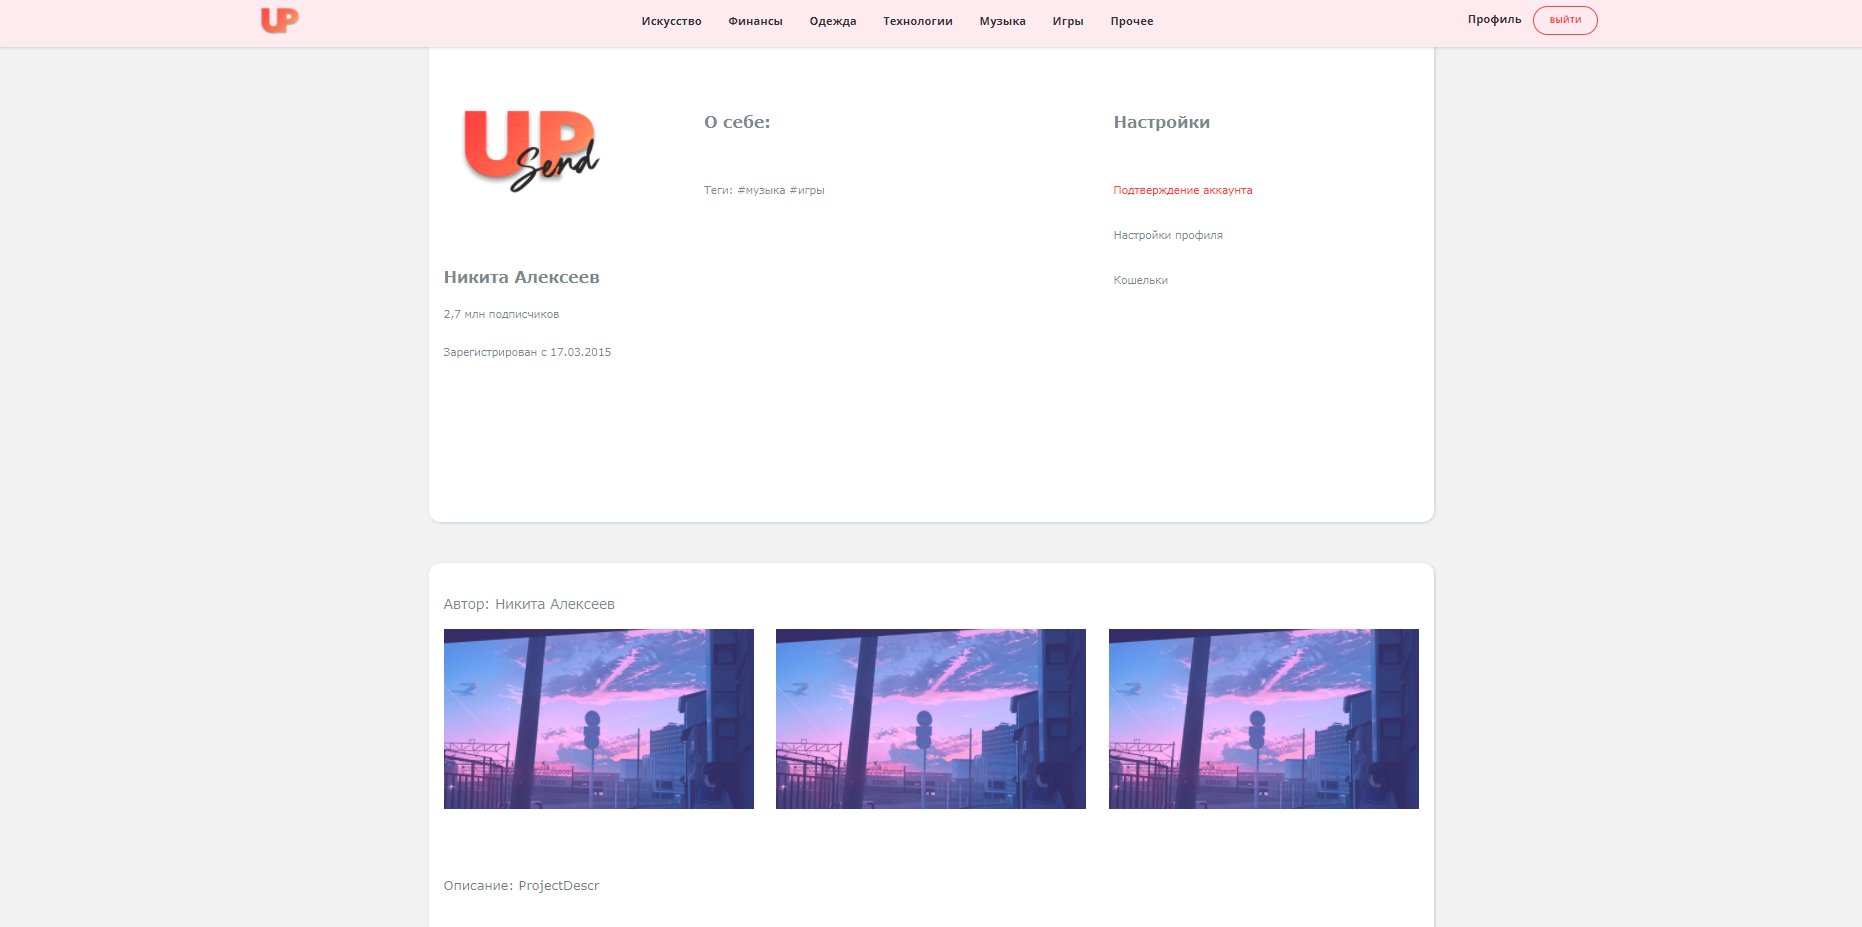 UP
Искусство Финансы Одежда Технологии Музыка Игры Прочее
Профиль ВЫЙТИ
UP Send
О себе:
Настройки
Теги: #музыка #игры
Подтверждение аккаунта
Настройки профиля
Никита Алексеев
Кошельки
2,7 млн подписчиков
Зарегистрирован с 17.03.2015
Автор: Никита Алексеев
Описание: ProjectDescr